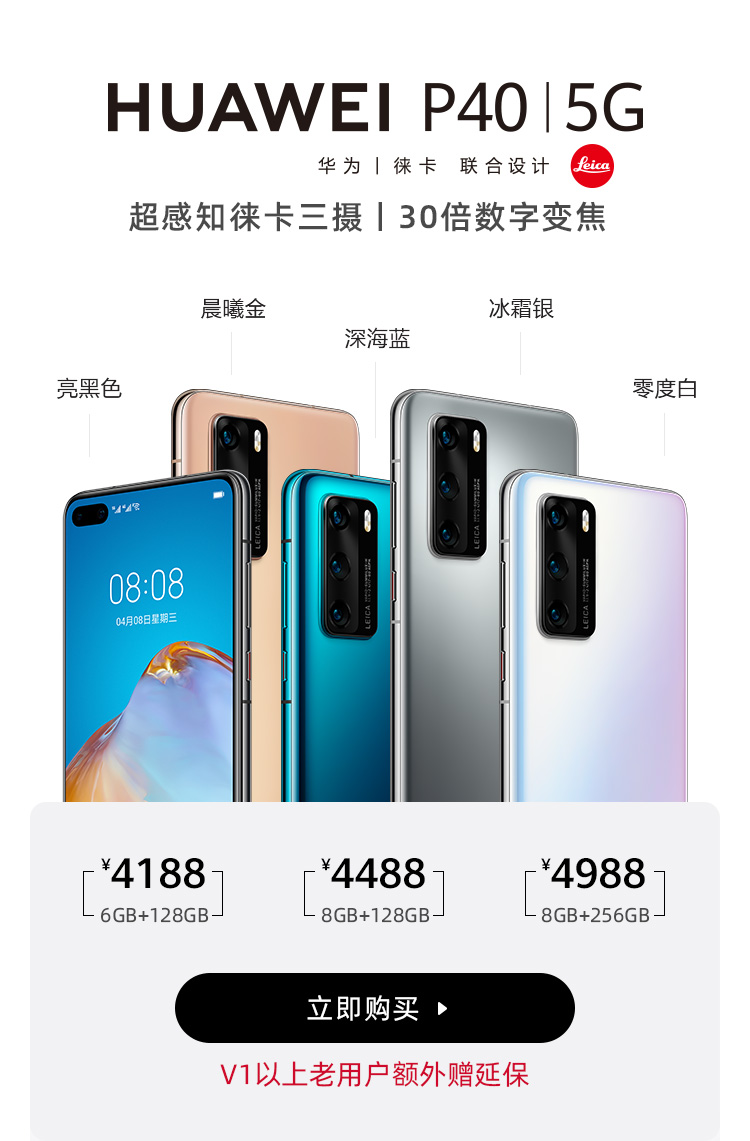 HUAWEI P40 | 5G
华为 | 徕卡 联合设计 Leica
超感知徕卡三摄 | 30倍数字变焦
晨曦金
冰霜银
深海蓝
亮黑色
零度白
08:08
04月08日星期三
LEICA
LEICA
LEICA
LEICA
¥4188
6GB+128GB
¥4488
8GB+128GB
¥4988
8GB+256GB
立即购买
V1以上老用户额外赠延保